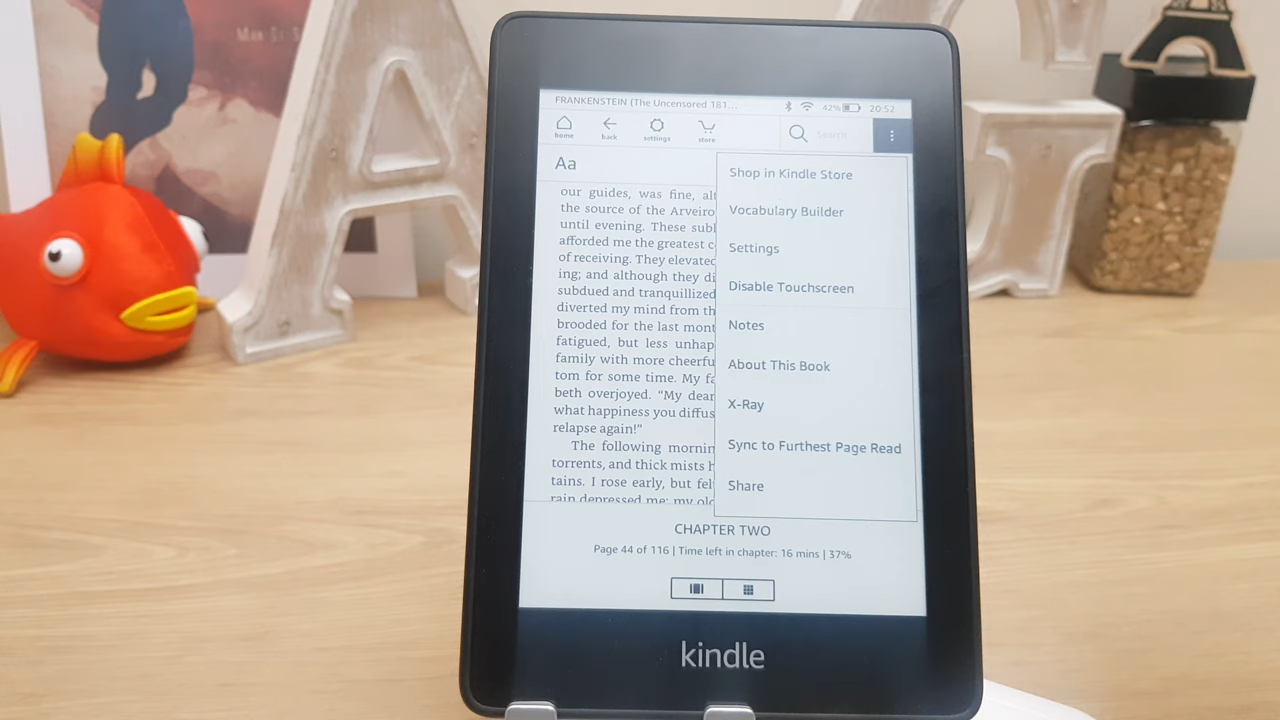 FRANKENSTEIN (The Uncensored 181...
42%
20:52
home
back
settings
store
Search
Aa
Shop in Kindle Store
Vocabulary Builder
Settings
Disable Touchscreen
Notes
About This Book
X-Ray
Sync to Furthest Page Read
Share
our guides, was fine, alt
the source of the Arveiro
until evening. These subl
afforded me the greatest c
of receiving. They elevated
ing; and although they di
subdued and tranquillized
diverted my mind from th
brooded for the last mont
fatigued, but less unhap
family with more cheerfu
tom for some time. My fa
beth overjoyed. "My dear
what happiness you diffus
relapse again!"
The following mornin
torrents, and thick mists h
tains. I rose early, but fel
rain depressed me; my old
CHAPTER TWO
Page 44 of 116 | Time left in chapter: 16 mins | 37%
kindle
A
G